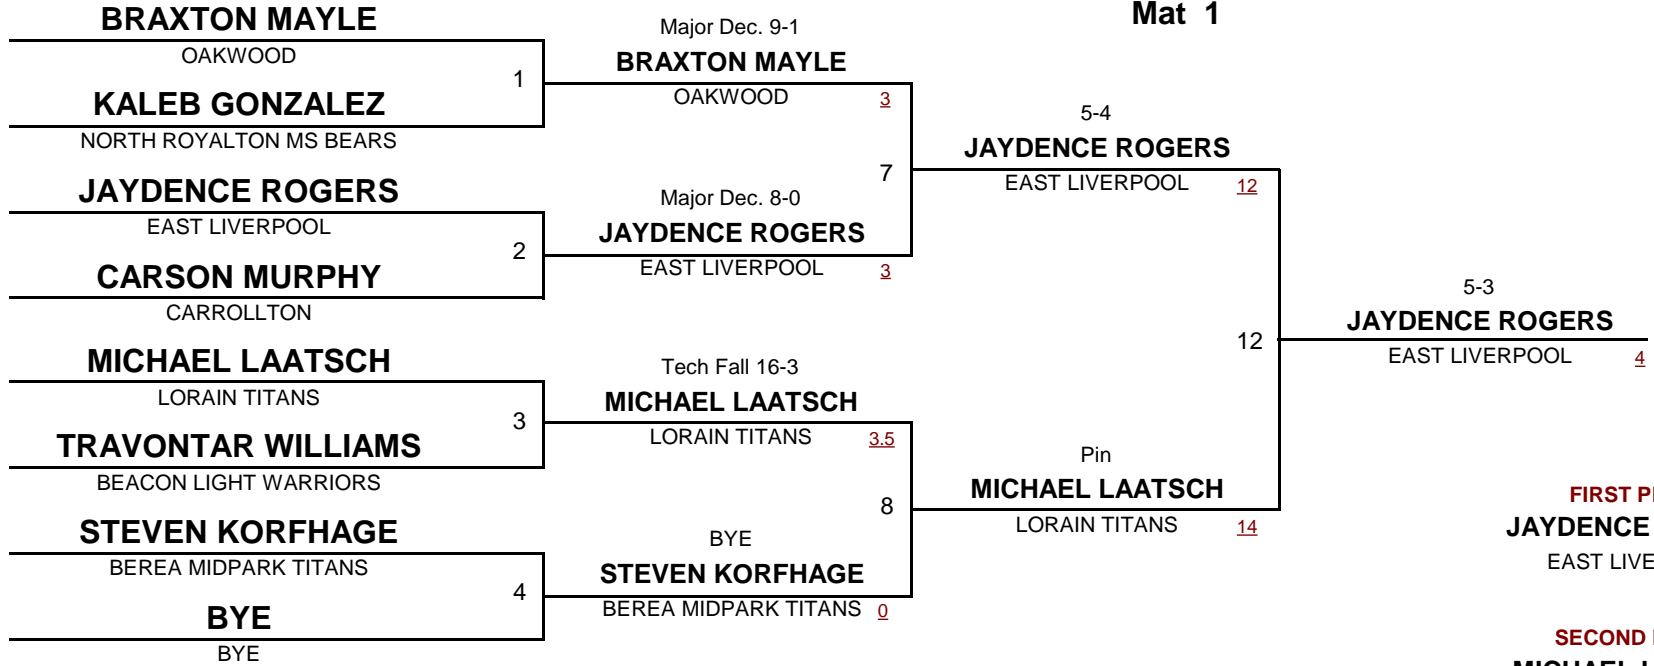 Mat 1
BRAXTON MAYLE
OAKWOOD
1
KALEB GONZALEZ
NORTH ROYALTON MS BEARS
JAYDENCE ROGERS
EAST LIVERPOOL
2
CARSON MURPHY
CARROLLTON
MICHAEL LAATSCH
LORAIN TITANS
3
TRAVONTAR WILLIAMS
BEACON LIGHT WARRIORS
STEVEN KORFHAGE
BEREA MIDPARK TITANS
4
BYE
BYE
Major Dec. 9-1
BRAXTON MAYLE
OAKWOOD 3
7
Major Dec. 8-0
JAYDENCE ROGERS
EAST LIVERPOOL 3
Tech Fall 16-3
MICHAEL LAATSCH
LORAIN TITANS 3.5
8
BYE
STEVEN KORFHAGE
BEREA MIDPARK TITANS 0
5-4
JAYDENCE ROGERS
EAST LIVERPOOL 12
12
Pin
MICHAEL LAATSCH
LORAIN TITANS 14
5-3
JAYDENCE ROGERS
EAST LIVERPOOL 4
FIRST
JAYDENCE
EAST
SECOND